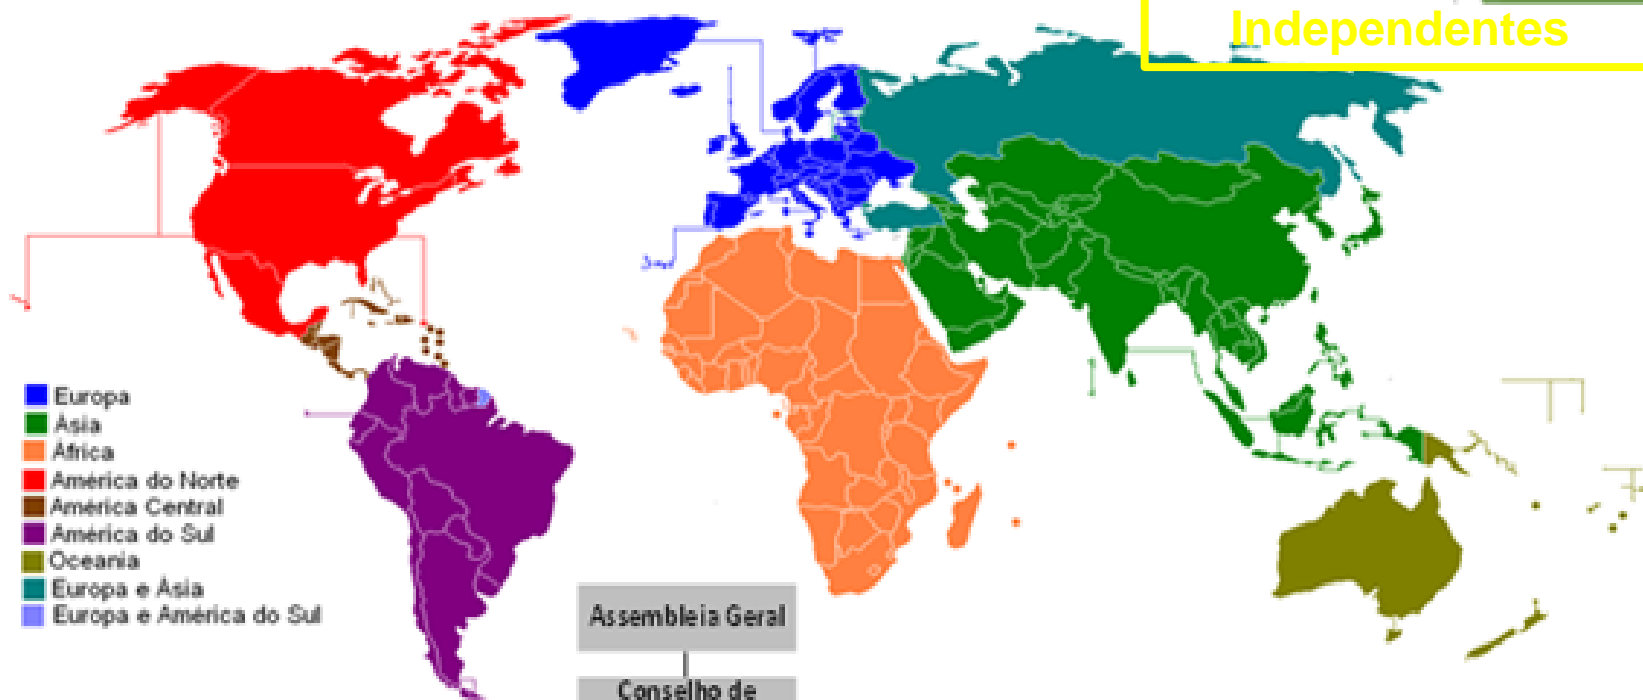 Independentes
Europa
Ásia
África
América do Norte
América Central
América do Sul
Oceania
Europa e Ásia
Europa e América do Sul
Assembleia Geral
Conselho de